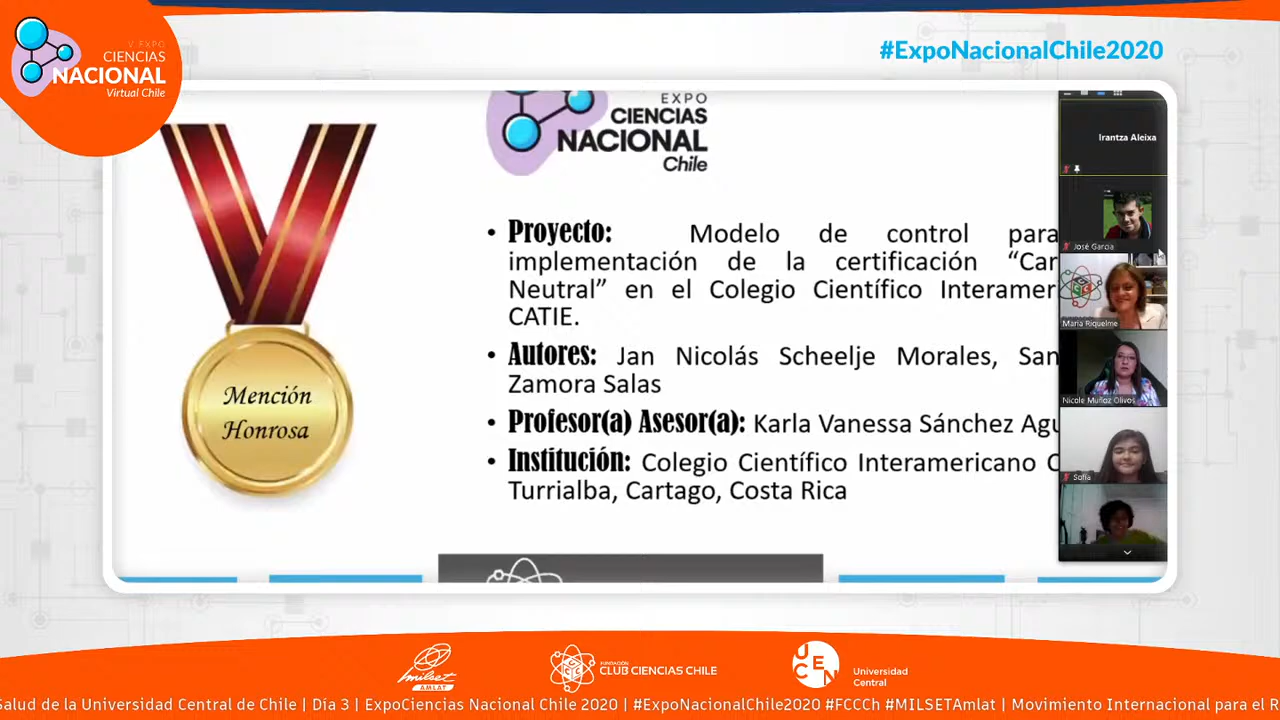 V EXPO
CIENCIAS
NACIONAL
Virtual Chile
#ExpoNacionalChile2020
EXPO
CIENCIAS
NACIONAL
Chile
Mención
Honrosa
• Proyecto: Modelo de control para
implementación de la certificación “Car
Neutral” en el Colegio Científico Interamer
CATIE.
• Autores: Jan Nicolás Scheelje Morales, San
Zamora Salas
• Profesor(a) Asesor(a): Karla Vanessa Sánchez Agu
• Institución: Colegio Científico Interamericano C
Turrialba, Cartago, Costa Rica
Irantza Aleixa
José Garcia
Maria Riquelme
Nicole Muñoz Olivos
Sofía
milset
AMLAT
FUNDACIÓN
CLUB CIENCIAS CHILE
UCEN
Universidad
Central
Salud de la Universidad Central de Chile | Día 3 | ExpoCiencias Nacional Chile 2020 | #ExpoNacionalChile2020 #FCCCh #MILSETAmlat | Movimiento Internacional para el R